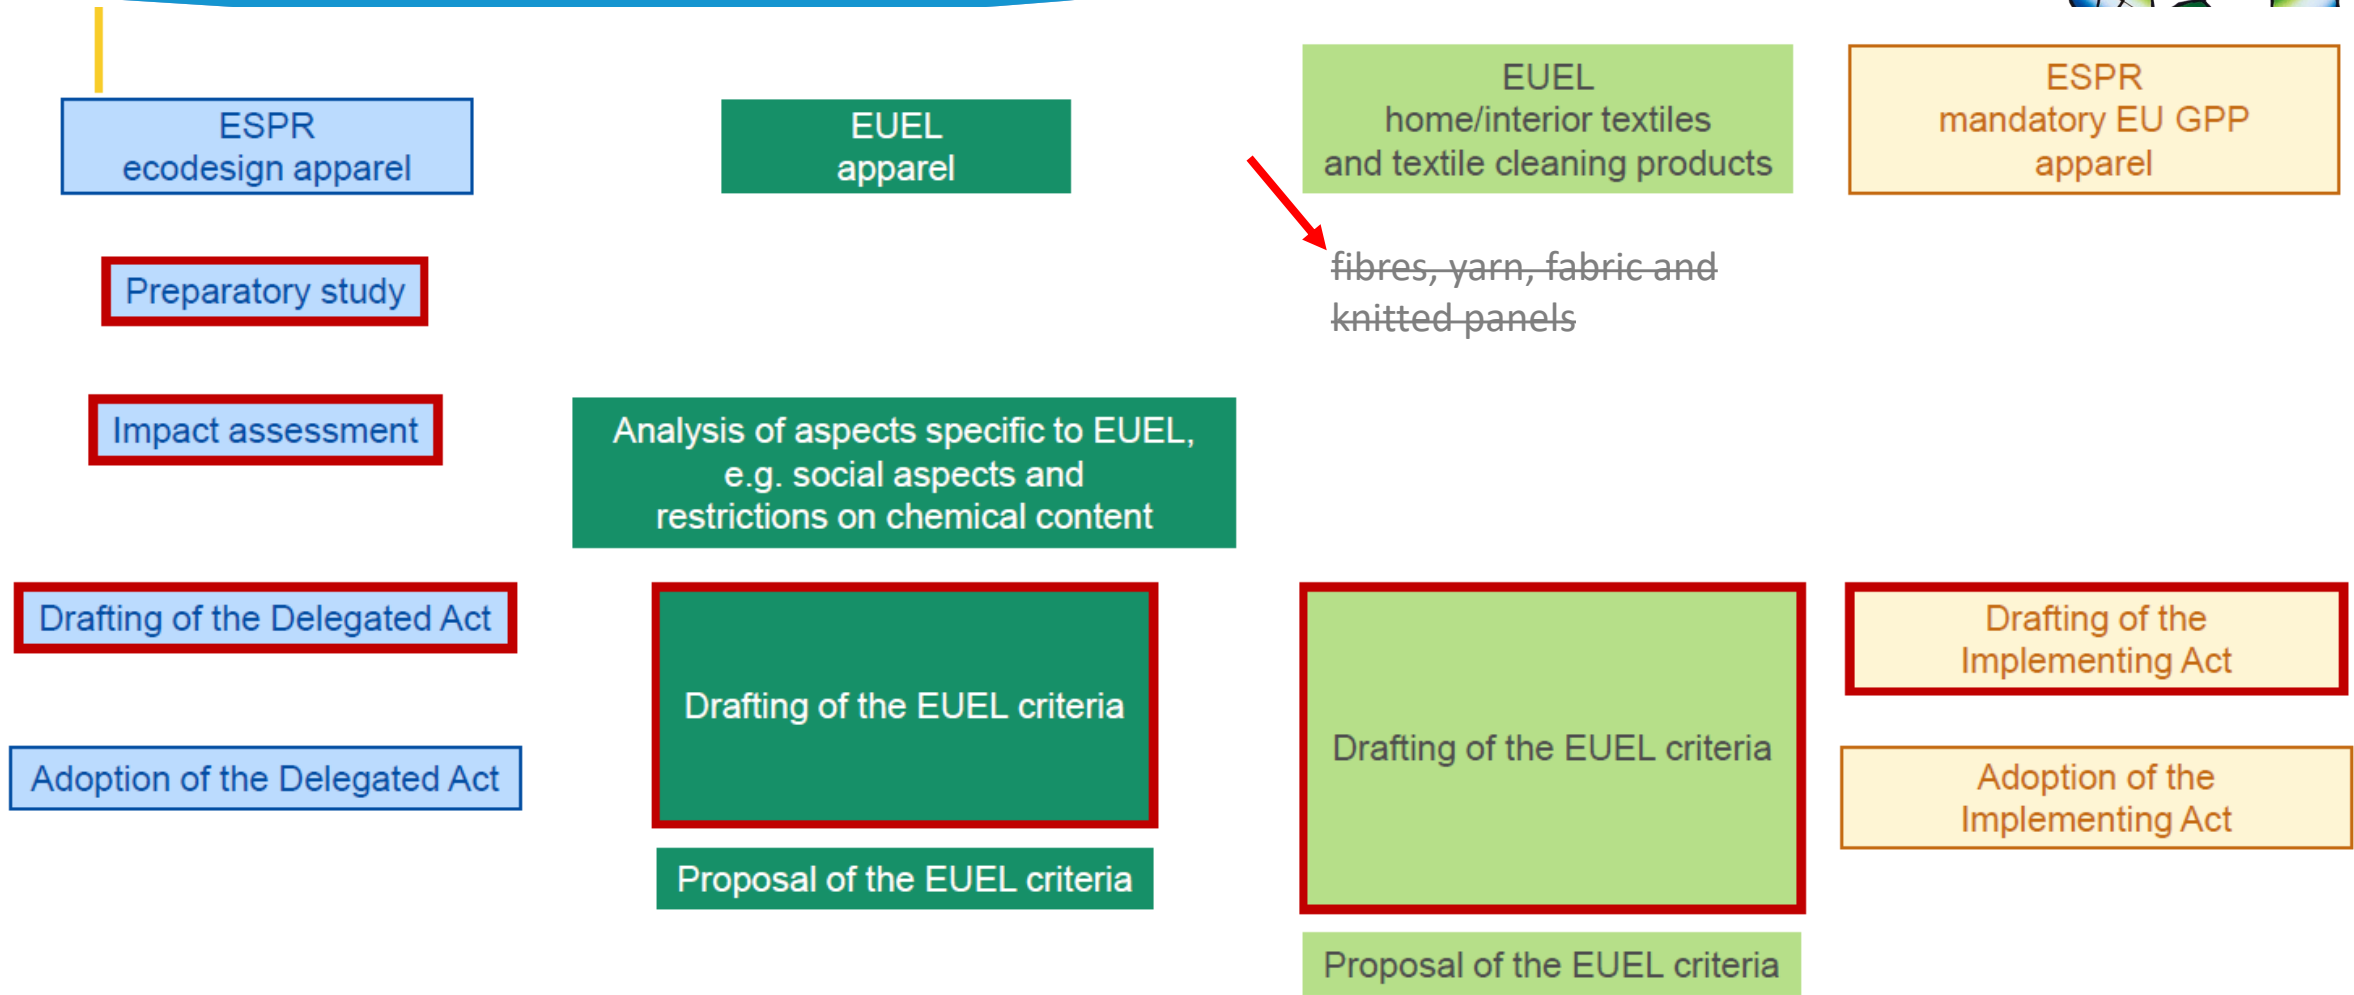 ESPR
ecodesign apparel
EUEL
apparel
EUEL
home/interior textiles
and textile cleaning products
ESPR
mandatory EU GPP
apparel
Preparatory study
fibres, yarn, fabric and
knitted panels
Impact assessment
Analysis of aspects specific to EUEL,
e.g. social aspects and
restrictions on chemical content
Drafting of the Delegated Act
Drafting of the EUEL criteria
Drafting of the EUEL criteria
Drafting of the
Implementing Act
Adoption of the Delegated Act
Adoption of the
Implementing Act
Proposal of the EUEL criteria
Proposal of the EUEL criteria